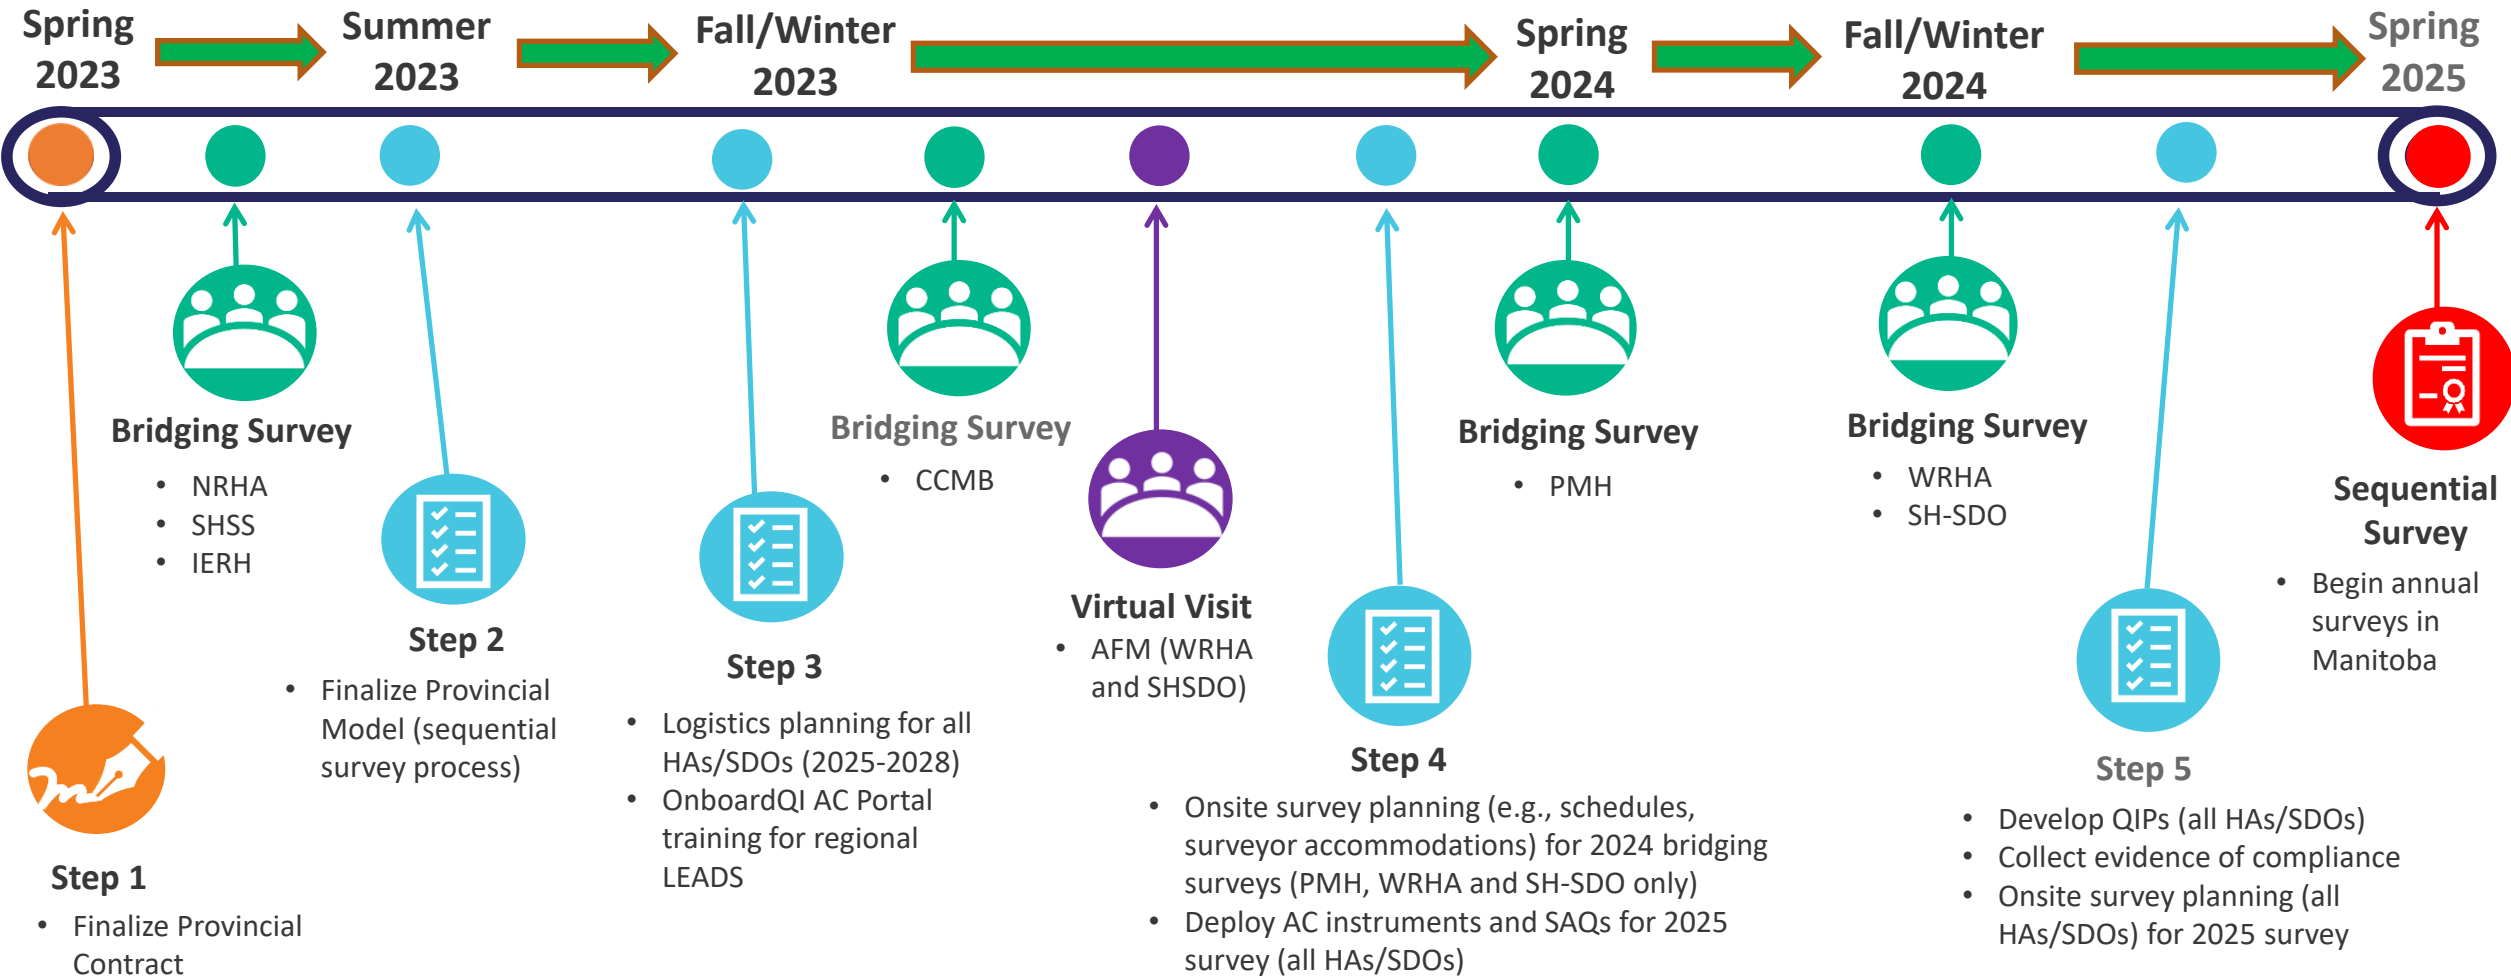 Spring
2023
Summer
2023
Fall/Winter
2023
Spring
2024
Fall/Winter
2024
Spring
2025
Step 1
• Finalize Provincial
Contract
Bridging Survey
• NRHA
• SHSS
• IERH
Step 2
• Finalize Provincial
Model (sequential
survey process)
Step 3
• Logistics planning for all
HAs/SDOs (2025-2028)
• OnboardQI AC Portal
training for regional
LEADS
Bridging Survey
• CCMB
Virtual Visit
• AFM (WRHA
and SHSDO)
Step 4
• Onsite survey planning (e.g., schedules,
surveyor accommodations) for 2024 bridging
surveys (PMH, WRHA and SH-SDO only)
• Deploy AC instruments and SAQs for 2025
survey (all HAs/SDOs)
Bridging Survey
• PMH
Bridging Survey
• WRHA
• SH-SDO
Step 5
• Develop QIPs (all HAs/SDOs)
• Collect evidence of compliance
• Onsite survey planning (all
HAs/SDOs) for 2025 survey
Sequential
Survey
• Begin annual
surveys in
Manitoba